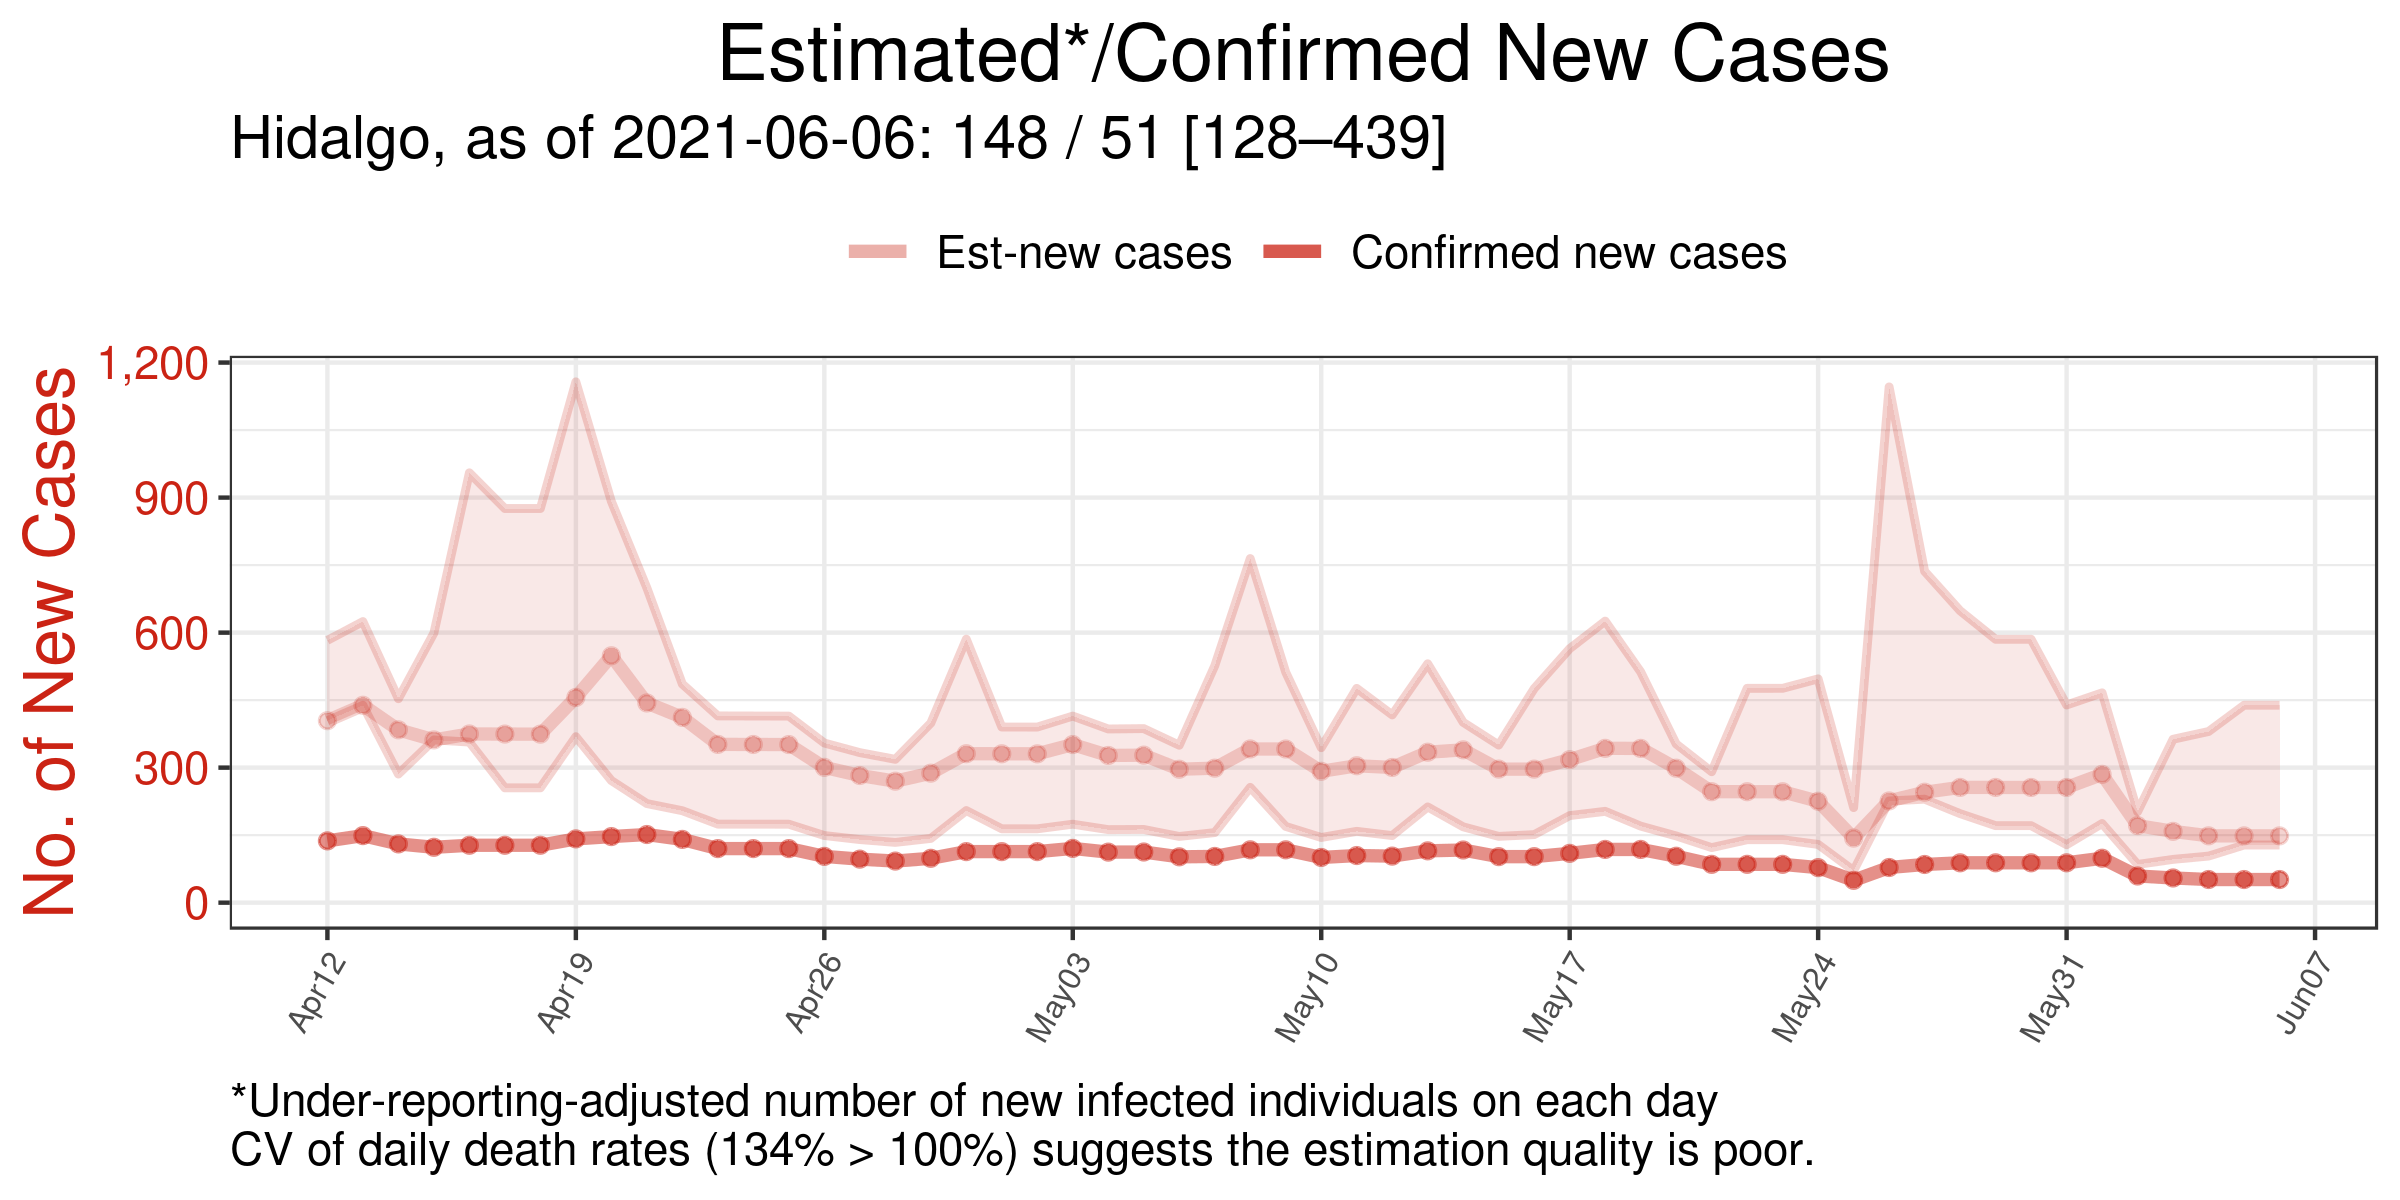 Estimated*/Confirmed New Cases
Hidalgo, as of 2021-06-06: 148 / 51 [128–439]
Est-new cases
Confirmed new cases
No. of New Cases
1,200
900
600
300
0
Apr12
Apr19
Apr26
May03
May10
May17
May24
May31
Jun07
*Under-reporting-adjusted number of new infected individuals on each day
CV of daily death rates (134% > 100%) suggests the estimation quality is poor.